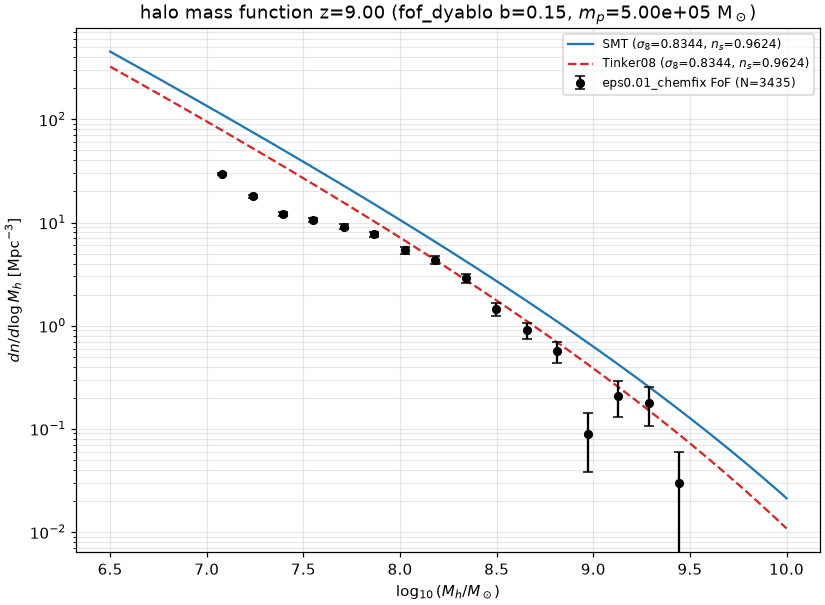 halo mass function z=9.00 (fof_dyablo b=0.15, $m_p$=5.00e+05 M$_\odot$)
SMT ($\sigma_8$=0.8344, $n_s$=0.9624)
Tinker08 ($\sigma_8$=0.8344, $n_s$=0.9624)
eps0.01_chemfix FoF (N=3435)
$dn/d\log M_h$ [Mpc$^{-3}$]
$10^2$
$10^1$
$10^0$
$10^{-1}$
$10^{-2}$
6.5 7.0 7.5 8.0 8.5 9.0 9.5 10.0
$\log_{10}(M_h/M_\odot)$